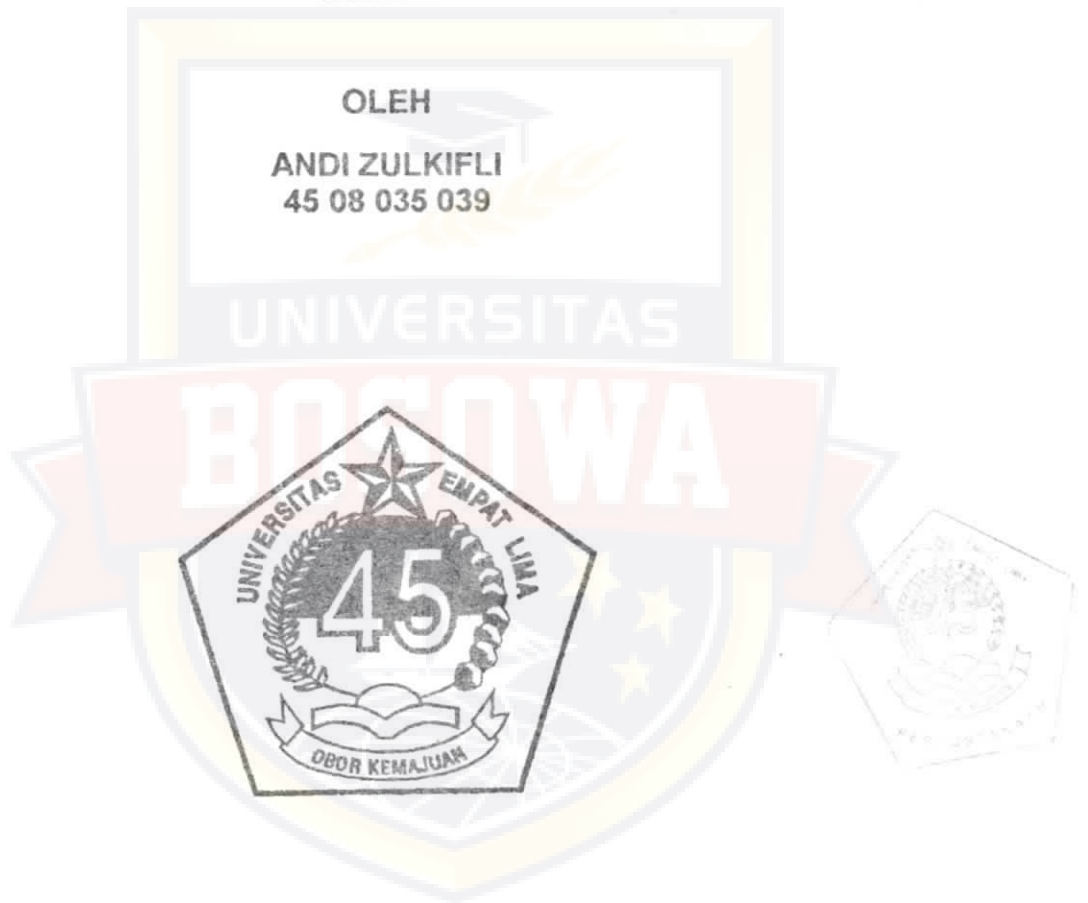 OLEH
ANDI ZULKIFLI
45 08 035 039
UNIVERSITAS
BOSOWA
UNIVERSITAS EMPAT LIMA
45
OBOR KEMAJUAN